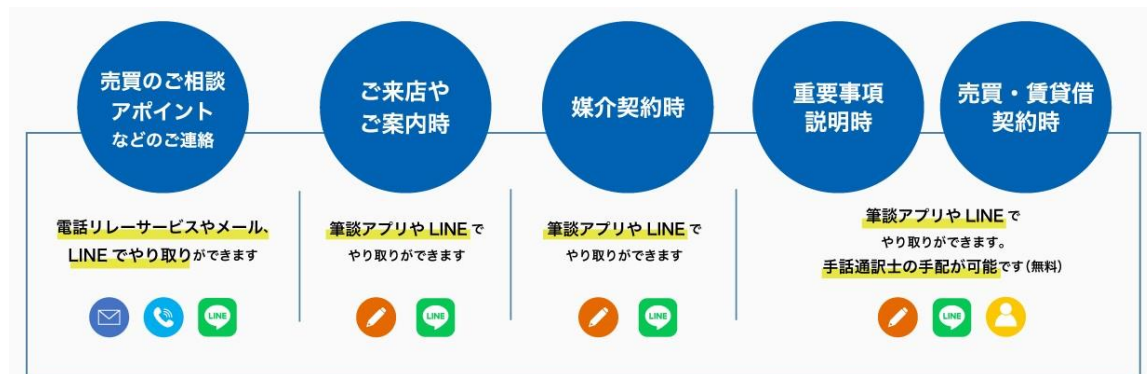 売買のご相談
アポイント
などのご連絡
ご来店や
ご案内時
媒介契約時
重要事項
説明時
売買・賃貸借
契約時
電話リレーサービスやメール、
LINEでやり取りができます
筆談アプリやLINEで
やり取りができます
筆談アプリやLINEで
やり取りができます
筆談アプリやLINEで
やり取りができます。
手話通訳士の手配が可能です(無料)
LINE
LINE
LINE
LINE